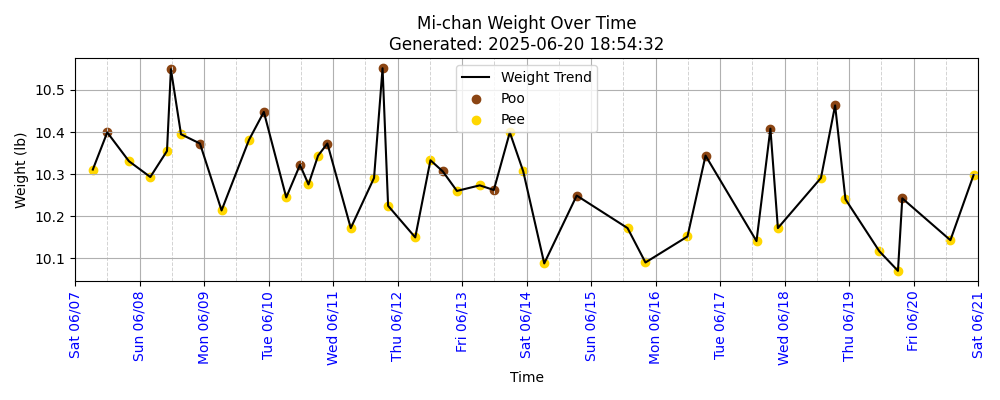 Mi-chan Weight Over Time
Generated: 2025-06-20 18:54:32
Weight (lb)
10.5
10.4
10.3
10.2
10.1
Weight Trend
Poo
Pee
Sat 06/07
Sun 06/08
Mon 06/09
Tue 06/10
Wed 06/11
Thu 06/12
Fri 06/13
Sat 06/14
Sun 06/15
Mon 06/16
Tue 06/17
Wed 06/18
Thu 06/19
Fri 06/20
Sat 06/21
Time